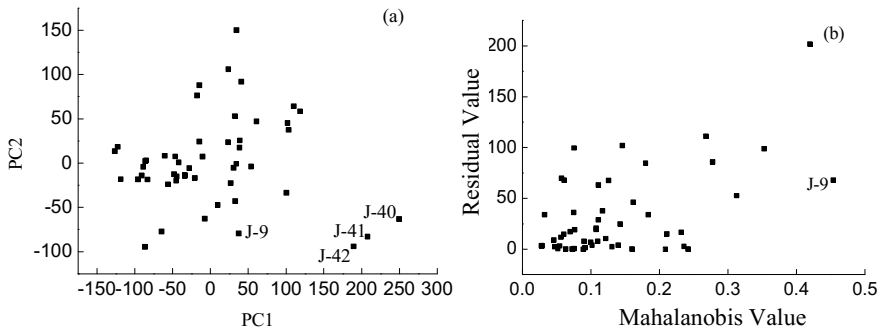 (a)
150
100
50
0
-50
-100
PC2
J-9
J-40
J-41
J-42
-150 -100 -50 0 50 100 150 200 250 300
PC1
(b)
200
150
100
50
0
Residual Value
J-9
0.0 0.1 0.2 0.3 0.4 0.5
Mahalanobis Value